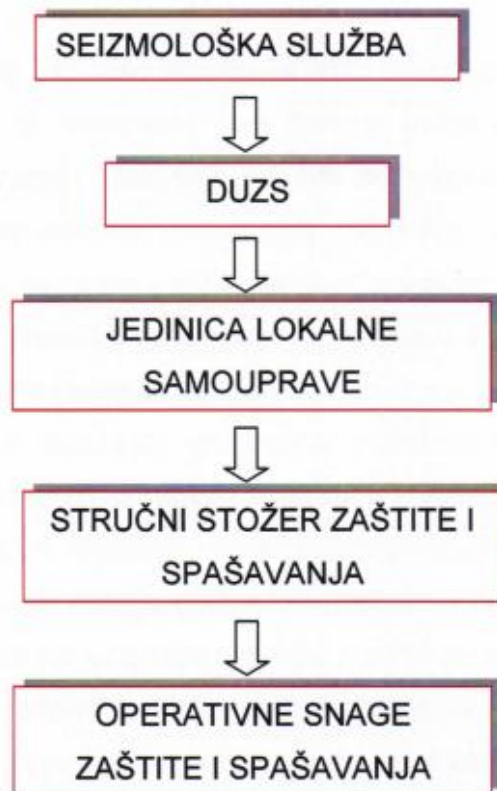 SEIZMOLOŠKA SLUŽBA
DUZS
JEDINICA LOKALNE
SAMOUPRAVE
STRUČNI STOŽER ZAŠTITE I
SPAŠAVANJA
OPERATIVNE SNAGE
ZAŠTITE I SPAŠAVANJA